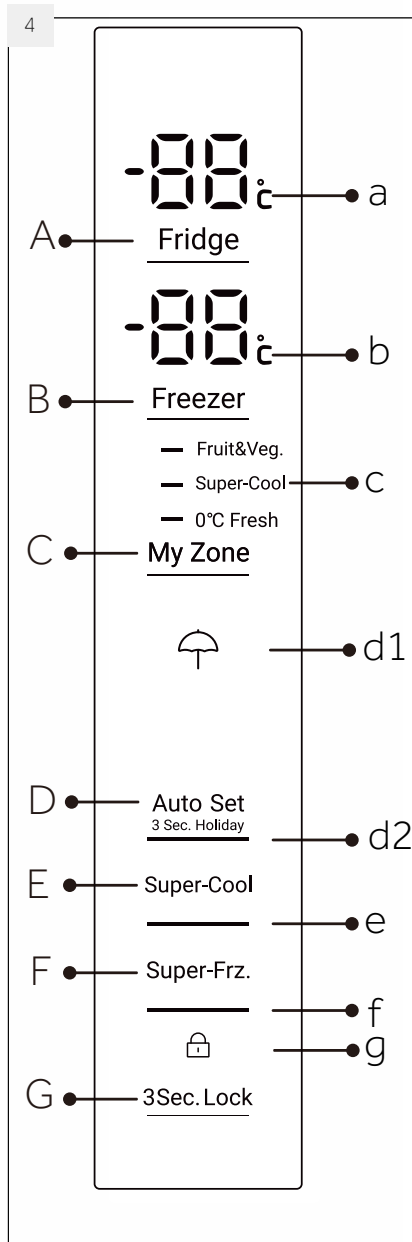 4
-88°c
a
A
Fridge
-88°c
b
B
Freezer
Fruit&Veg.
Super-Cool
c
0°C Fresh
C
My Zone
d1
D
Auto Set
3 Sec. Holiday
d2
E
Super-Cool
e
F
Super-Frz.
f
g
G
3Sec. Lock